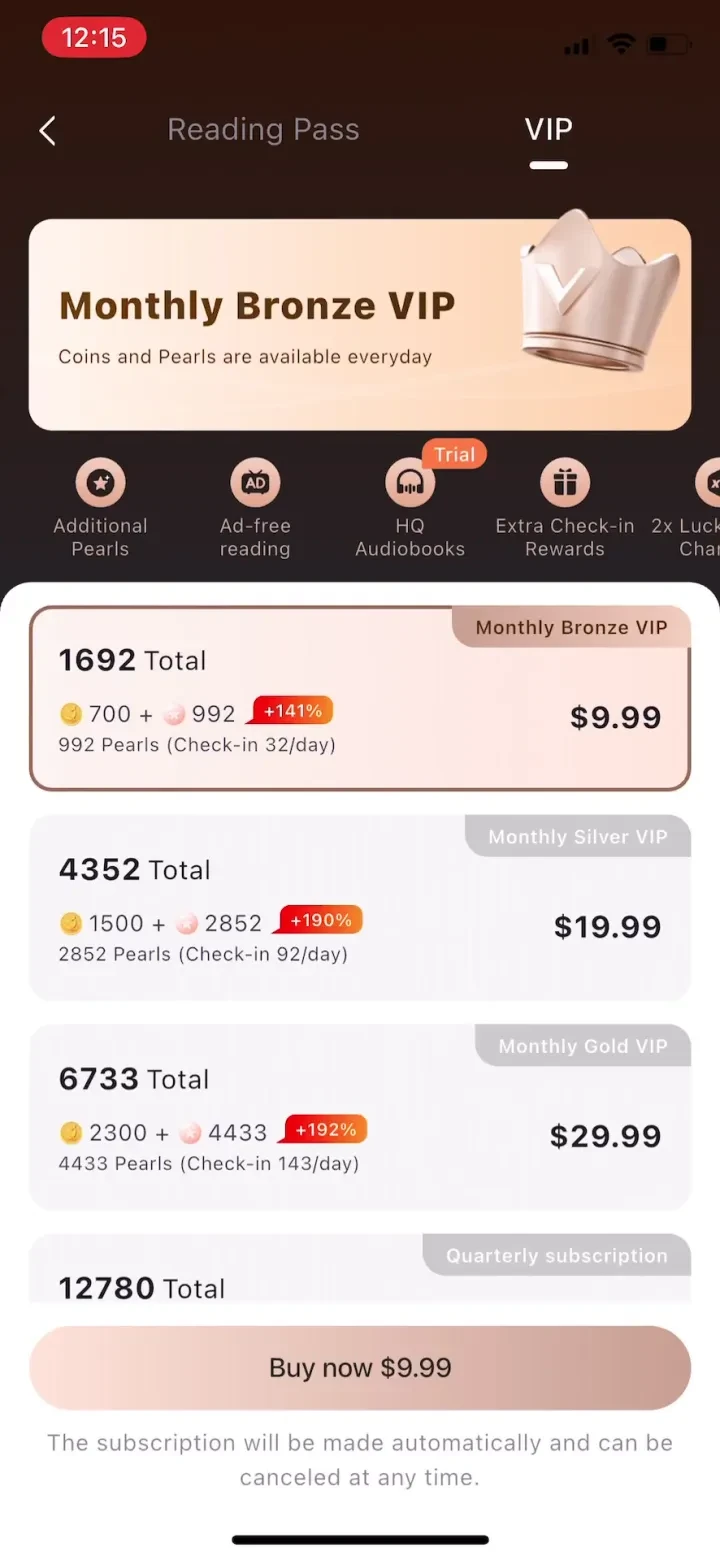 12:15
Reading Pass
VIP
Monthly Bronze VIP
Coins and Pearls are available everyday
Trial
AD
Additional
Pearls
Ad-free
reading
HQ
Audiobooks
Extra Check-in
Rewards
2x Luck
Char
Monthly Bronze VIP
1692 Total
700 + 992 +141%
$9.99
992 Pearls (Check-in 32/day)
Monthly Silver VIP
4352 Total
1500 + 2852 +190%
$19.99
2852 Pearls (Check-in 92/day)
Monthly Gold VIP
6733 Total
2300 + 4433 +192%
$29.99
4433 Pearls (Check-in 143/day)
Quarterly subscription
12780 Total
Buy now $9.99
The subscription will be made automatically and can be
canceled at any time.